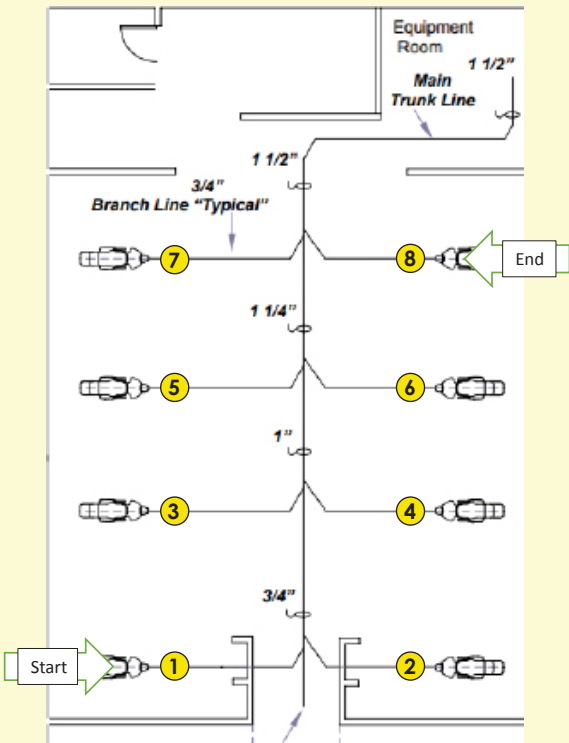 Equipment
Room
1 1/2"
Main
Trunk Line
1 1/2"
3/4"
Branch Line "Typical"
7
8
End
1 1/4"
5
6
1"
3
4
3/4"
Start
1
2